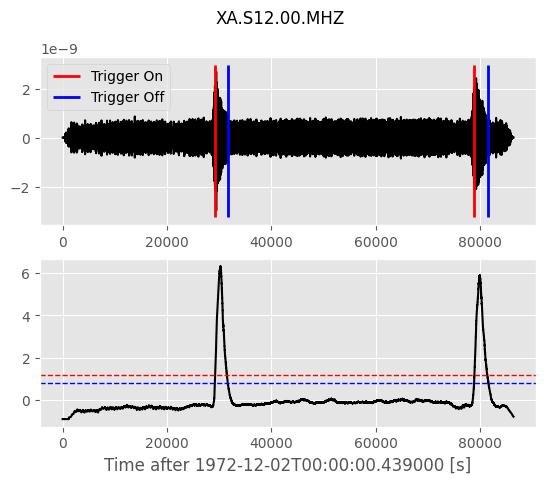 XA.S12.00.MHZ
1e−9
Trigger On
Trigger Off
2
0
−2
0 20000 40000 60000 80000
6
4
2
0
0 20000 40000 60000 80000
Time after 1972-12-02T00:00:00.439000 [s]